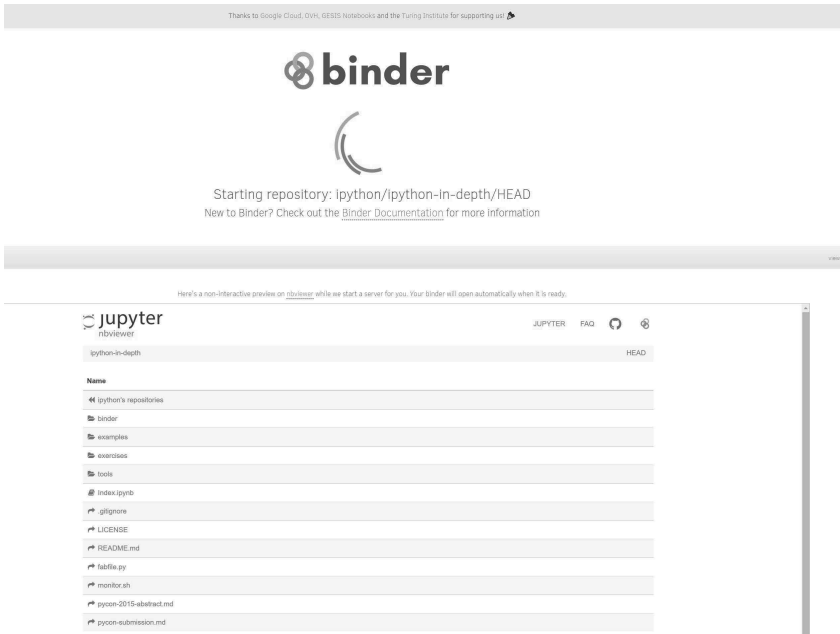 Thanks to Google Cloud, OVH, GESIS Notebooks and the Turing Institute for supporting us! 🎉
binder
Starting repository: ipython/ipython-in-depth/HEAD
New to Binder? Check out the Binder Documentation for more information
Here's a non-interactive preview on nbviewer while we start a server for you. Your binder will open automatically when it is ready.
jupyter
nbviewer
JUPYTER FAQ
ipython-in-depth HEAD
Name
ipython's repositories
binder
examples
exercises
tools
Index.ipynb
.gitignore
LICENSE
README.md
fabfile.py
monitor.sh
pycon-2015-abstract.md
pycon-submission.md